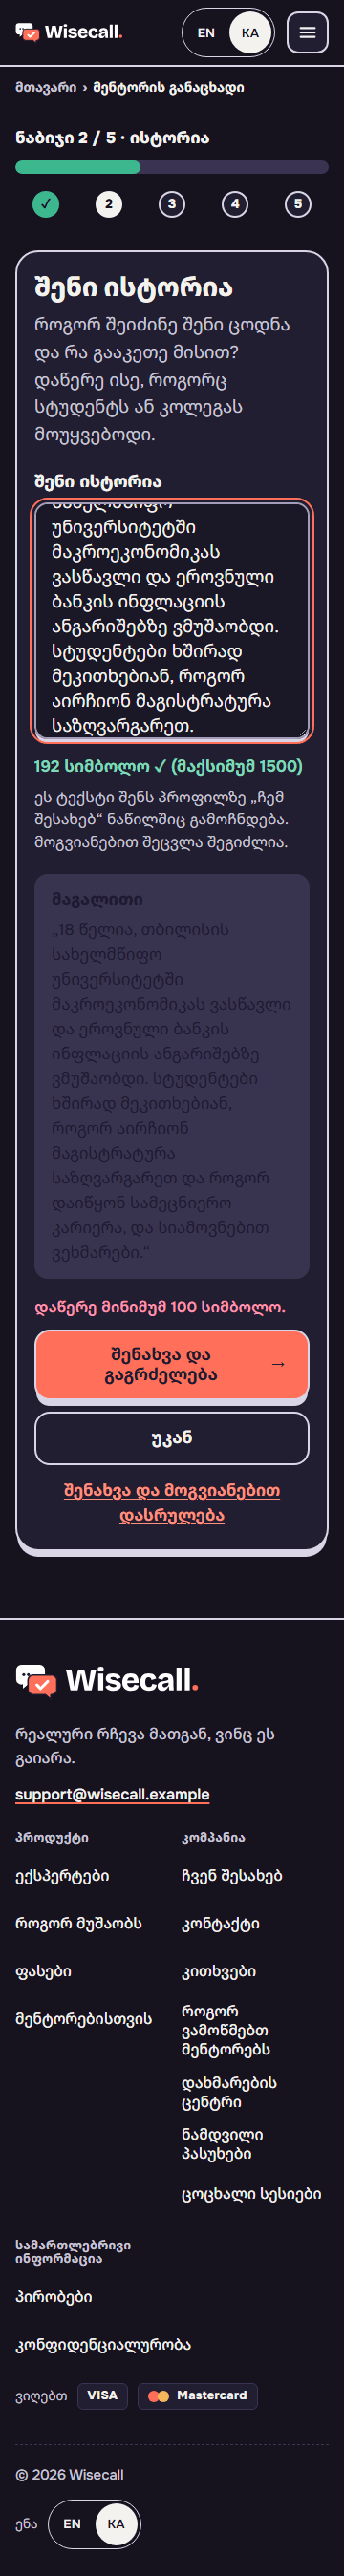 Wisecall.
EN KA
მთავარი › მენტორის განაცხადი
ნაბიჯი 2 / 5 · ისტორია
✓ 2 3 4 5
შენი ისტორია
როგორ შეიძინე შენი ცოდნა
და რა გააკეთე მისით?
დაწერე ისე, როგორც
სტუდენტს ან კოლეგას
მოუყვებოდი.
შენი ისტორია
უნივერსიტეტში
მაკროეკონომიკას
ვასწავლი და ეროვნული
ბანკის ინფლაციის
ანგარიშებზე ვმუშაობდი.
სტუდენტები ხშირად
მეკითხებიან, როგორ
აირჩიონ მაგისტრატურა
საზღვარგარეთ.
192 სიმბოლო ✓ (მაქსიმუმ 1500)
ეს ტექსტი შენს პროფილზე „ჩემ
შესახებ“ ნაწილშიც გამოჩნდება.
მოგვიანებით შეცვლა შეგიძლია.
მაგალითი
„18 წელია, თბილისის
სახელმწიფო
უნივერსიტეტში
მაკროეკონომიკას ვასწავლი
და ეროვნული ბანკის
ინფლაციის ანგარიშებზე
ვმუშაობდი. სტუდენტები
ხშირად მეკითხებიან,
როგორ აირჩიონ
მაგისტრატურა
საზღვარგარეთ და როგორ
დაიწყონ სამეცნიერო
კარიერა, და სიამოვნებით
ვეხმარები.“
დაწერე მინიმუმ 100 სიმბოლო.
შენახვა და
გაგრძელება →
უკან
შენახვა და მოგვიანებით
დასრულება
Wisecall.
რეალური რჩევა მათგან, ვინც ეს
გაიარა.
support@wisecall.example
პროდუქტი
ექსპერტები
როგორ მუშაობს
ფასები
მენტორებისთვის
კომპანია
ჩვენ შესახებ
კონტაქტი
კითხვები
როგორ
ვამოწმებთ
მენტორებს
დახმარების
ცენტრი
ნამდვილი
პასუხები
ცოცხალი სესიები
სამართლებრივი
ინფორმაცია
პირობები
კონფიდენციალურობა
ვიღებთ VISA Mastercard
© 2026 Wisecall
ენა EN KA